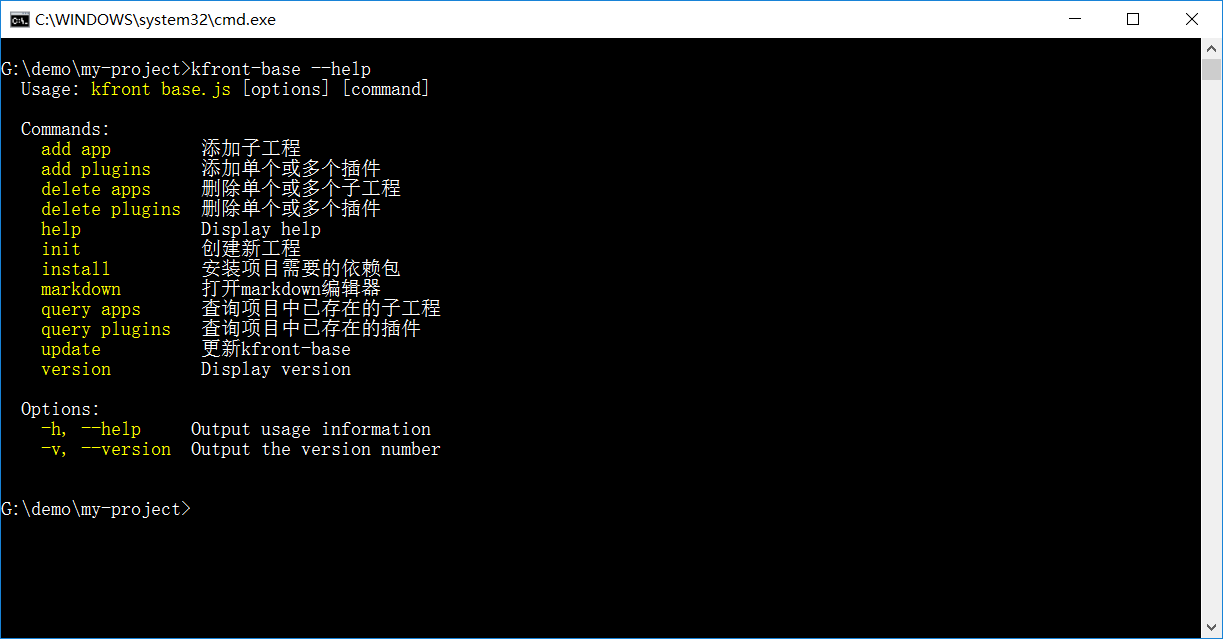 C:\WINDOWS\system32\cmd.exe
G:\demo\my-project>kfront-base --help
Usage: kfront base.js [options] [command]
Commands:
add app 添加子工程
add plugins 添加单个或多个插件
delete apps 删除单个或多个子工程
delete plugins 删除单个或多个插件
help Display help
init 创建新工程
install 安装项目需要的依赖包
markdown 打开markdown编辑器
query apps 查询项目中已存在的子工程
query plugins 查询项目中已存在的插件
update 更新kfront-base
version Display version
Options:
-h, --help Output usage information
-v, --version Output the version number
G:\demo\my-project>